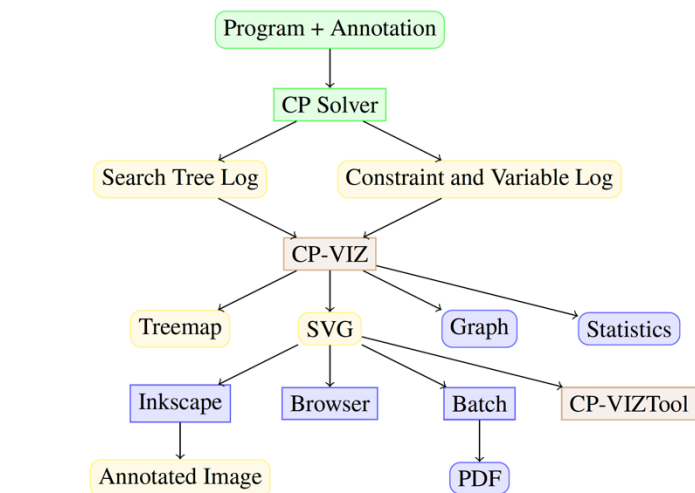 Program + Annotation
CP Solver
Search Tree Log
Constraint and Variable Log
CP-VIZ
Treemap
SVG
Graph
Statistics
Inkscape
Browser
Batch
CP-VIZTool
Annotated Image
PDF